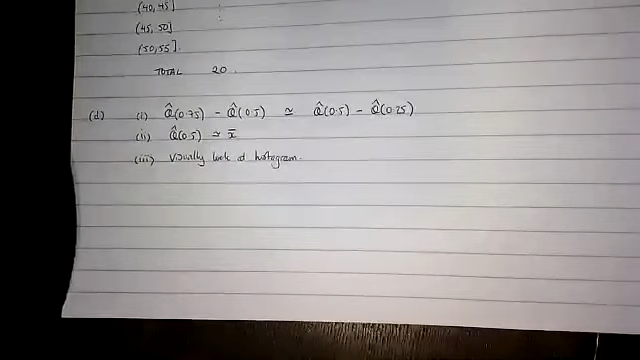 (40, 45]
(45, 50]
(50, 55].
TOTAL 20.
(d) (i) Q̂(0.75) - Q̂(0.5) ≃ Q̂(0.5) - Q̂(0.25)
(ii) Q̂(0.5) ≃ x̄
(iii) visually look at histogram.